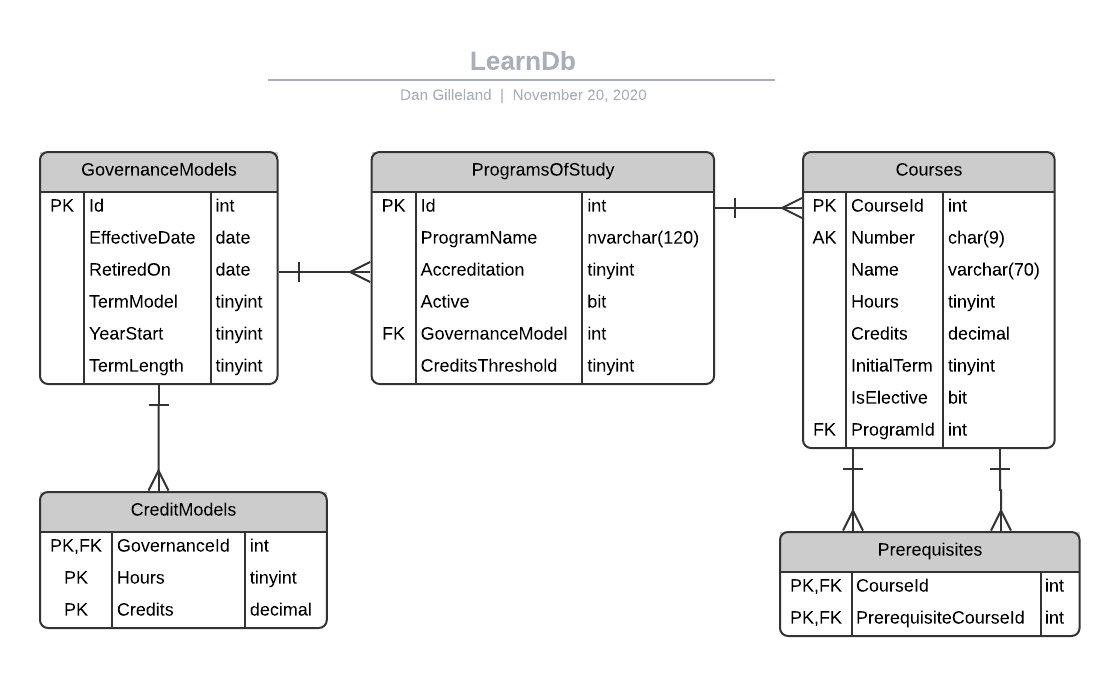 LearnDb
Dan Gilleland | November 20, 2020
GovernanceModels
PK Id int
EffectiveDate date
RetiredOn date
TermModel tinyint
YearStart tinyint
TermLength tinyint
ProgramsOfStudy
PK Id int
ProgramName nvarchar(120)
Accreditation tinyint
Active bit
FK GovernanceModel int
CreditsThreshold tinyint
Courses
PK CourseId int
AK Number char(9)
Name varchar(70)
Hours tinyint
Credits decimal
InitialTerm tinyint
IsElective bit
FK ProgramId int
CreditModels
PK,FK GovernanceId int
PK Hours tinyint
PK Credits decimal
Prerequisites
PK,FK CourseId int
PK,FK PrerequisiteCourseId int